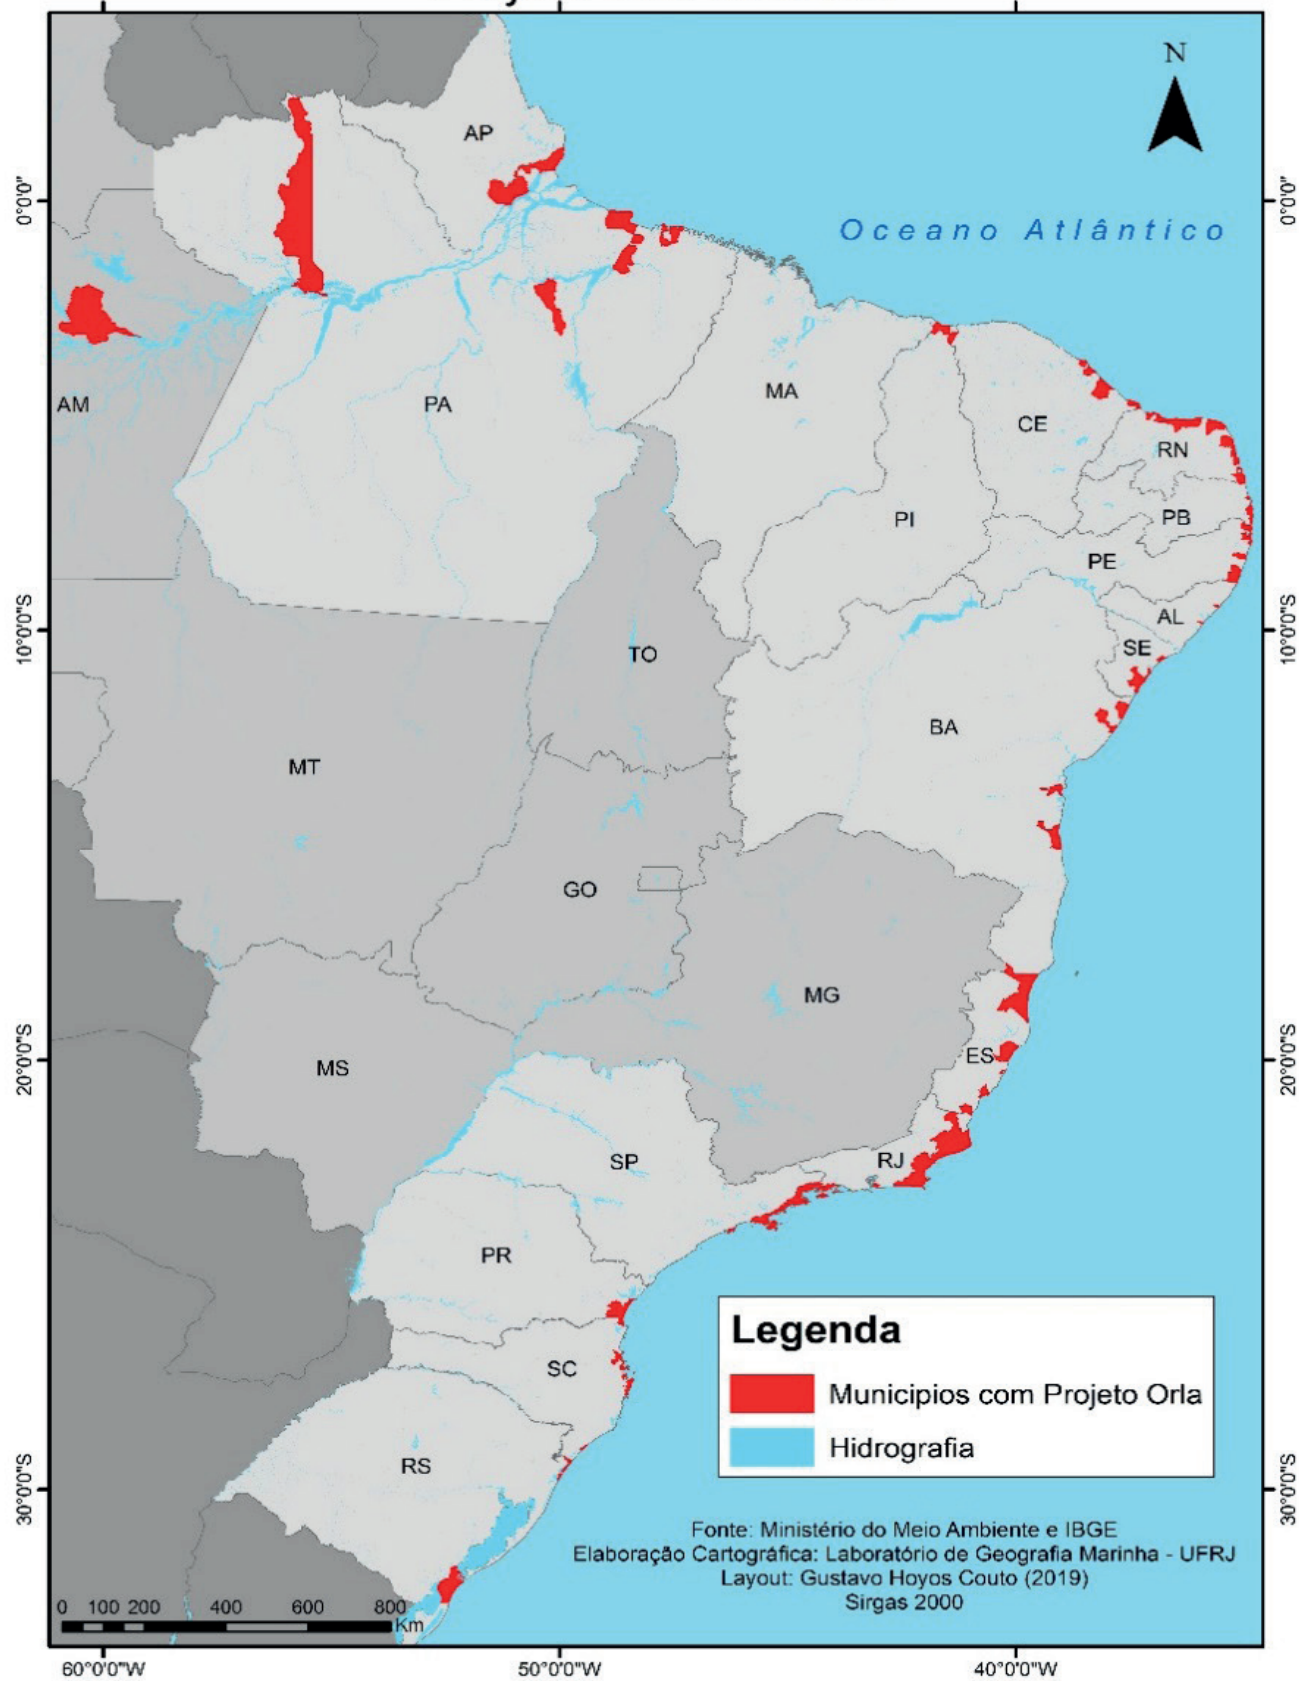 N
0°0'0"
0°0'0"
AP
Oceano Atlântico
AM
PA
MA
CE
RN
PI
PB
PE
AL
10°0'0"S
10°0'0"S
SE
TO
BA
MT
GO
MG
ES
20°0'0"S
20°0'0"S
MS
SP
RJ
PR
SC
RS
Legenda
Municipios com Projeto Orla
Hidrografia
30°0'0"S
30°0'0"S
Fonte: Ministério do Meio Ambiente e IBGE
Elaboração Cartográfica: Laboratório de Geografia Marinha - UFRJ
Layout: Gustavo Hoyos Couto (2019)
Sirgas 2000
0 100 200 400 600 800
Km
60°0'0"W 50°0'0"W 40°0'0"W